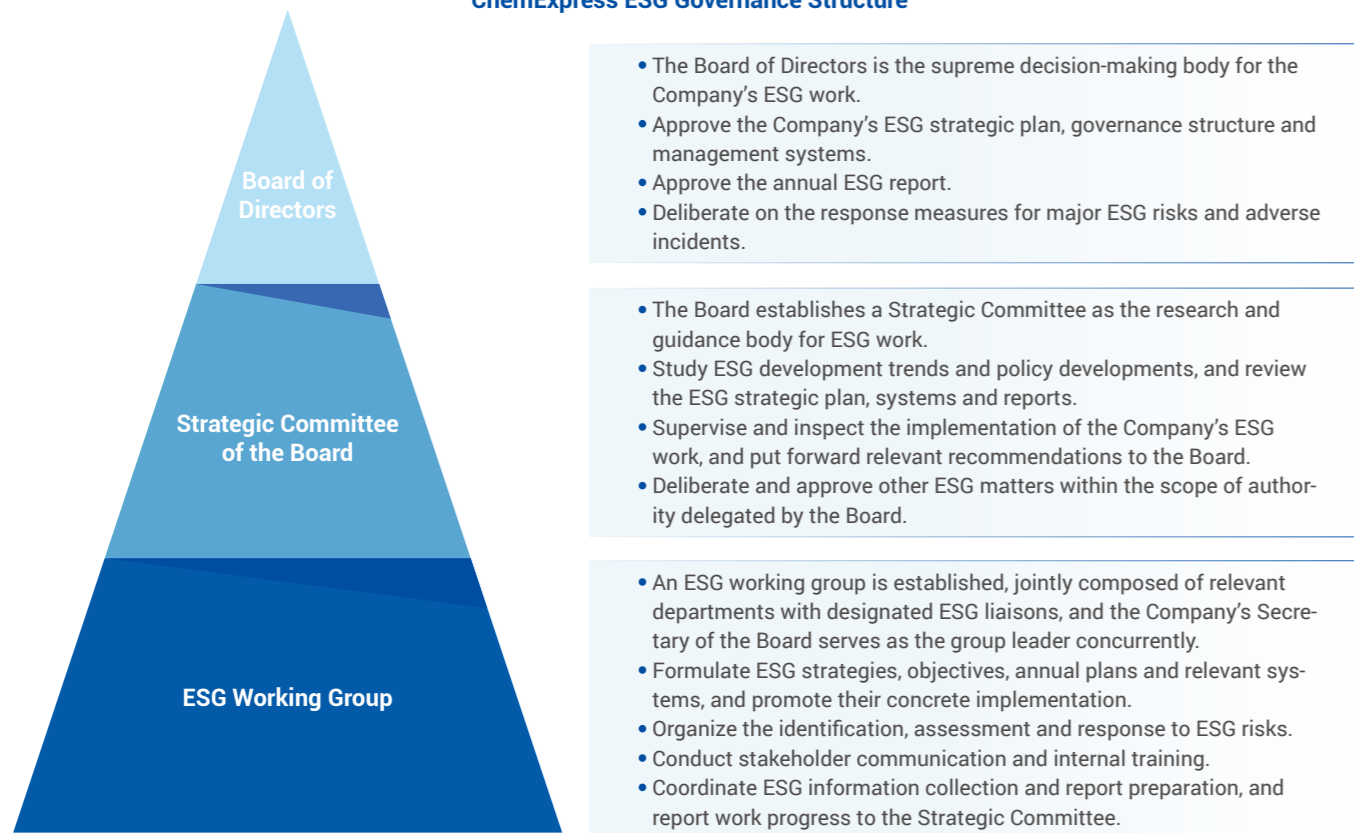 ChemExpress ESG Governance Structure
Board of
Directors
• The Board of Directors is the supreme decision-making body for the
Company's ESG work.
• Approve the Company's ESG strategic plan, governance structure and
management systems.
• Approve the annual ESG report.
• Deliberate on the response measures for major ESG risks and adverse
incidents.
Strategic Committee
of the Board
• The Board establishes a Strategic Committee as the research and
guidance body for ESG work.
• Study ESG development trends and policy developments, and review
the ESG strategic plan, systems and reports.
• Supervise and inspect the implementation of the Company's ESG
work, and put forward relevant recommendations to the Board.
• Deliberate and approve other ESG matters within the scope of author-
ity delegated by the Board.
ESG Working Group
• An ESG working group is established, jointly composed of relevant
departments with designated ESG liaisons, and the Company's Secre-
tary of the Board serves as the group leader concurrently.
• Formulate ESG strategies, objectives, annual plans and relevant sys-
tems, and promote their concrete implementation.
• Organize the identification, assessment and response to ESG risks.
• Conduct stakeholder communication and internal training.
• Coordinate ESG information collection and report preparation, and
report work progress to the Strategic Committee.